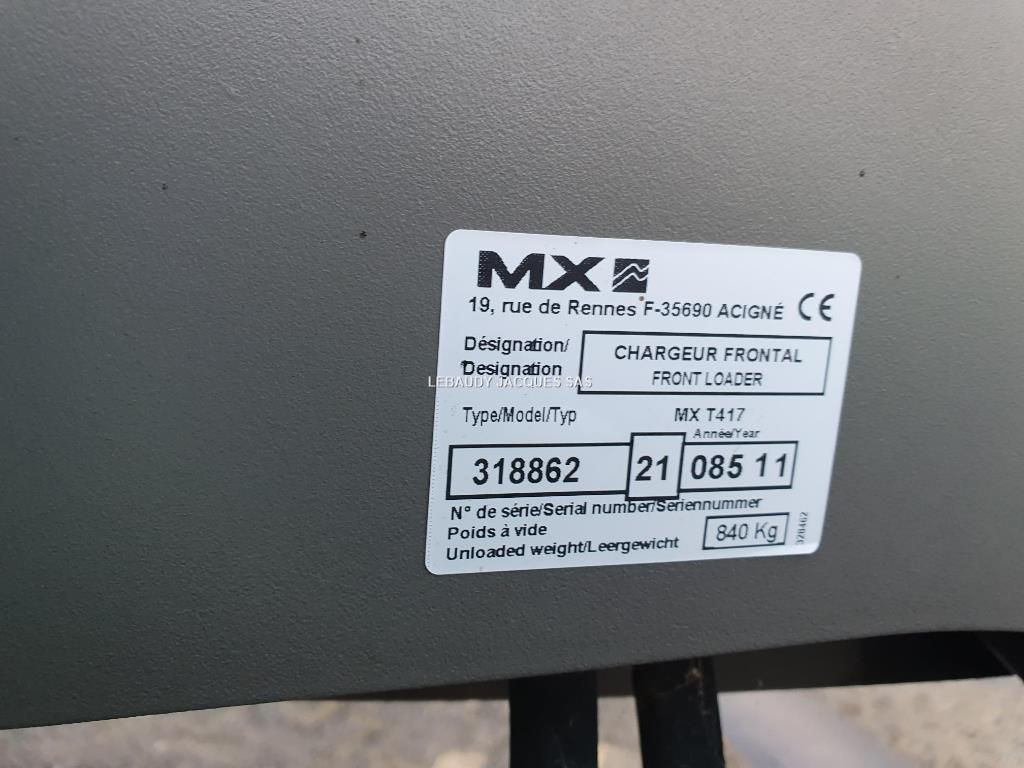 MX
19, rue de Rennes F-35690 ACIGNÉ CE
Désignation/
Designation
CHARGEUR FRONTAL
FRONT LOADER
LEBAUDY JACQUES SAS
Type/Model/Typ MX T417
Année/Year
318862 21 085 11
N° de série/Serial number/Seriennummer
Poids à vide
Unloaded weight/Leergewicht
840 Kg
328462